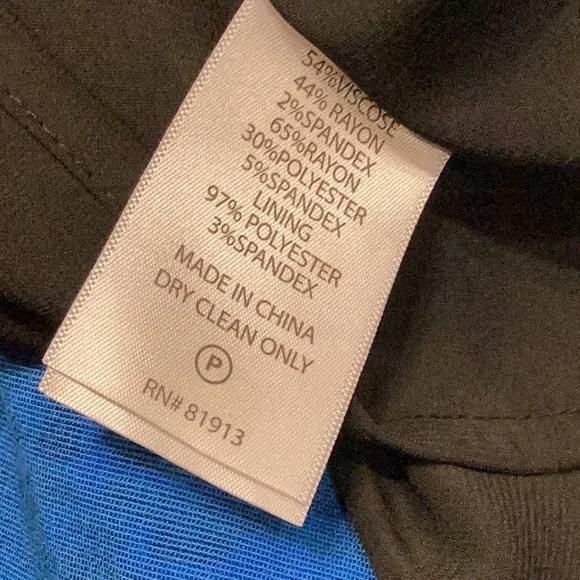 54%VISCOSE
44% RAYON
2%SPANDEX
65%RAYON
30%POLYESTER
5%SPANDEX
LINING
97% POLYESTER
3%SPANDEX
MADE IN CHINA
DRY CLEAN ONLY
P
RN# 81913